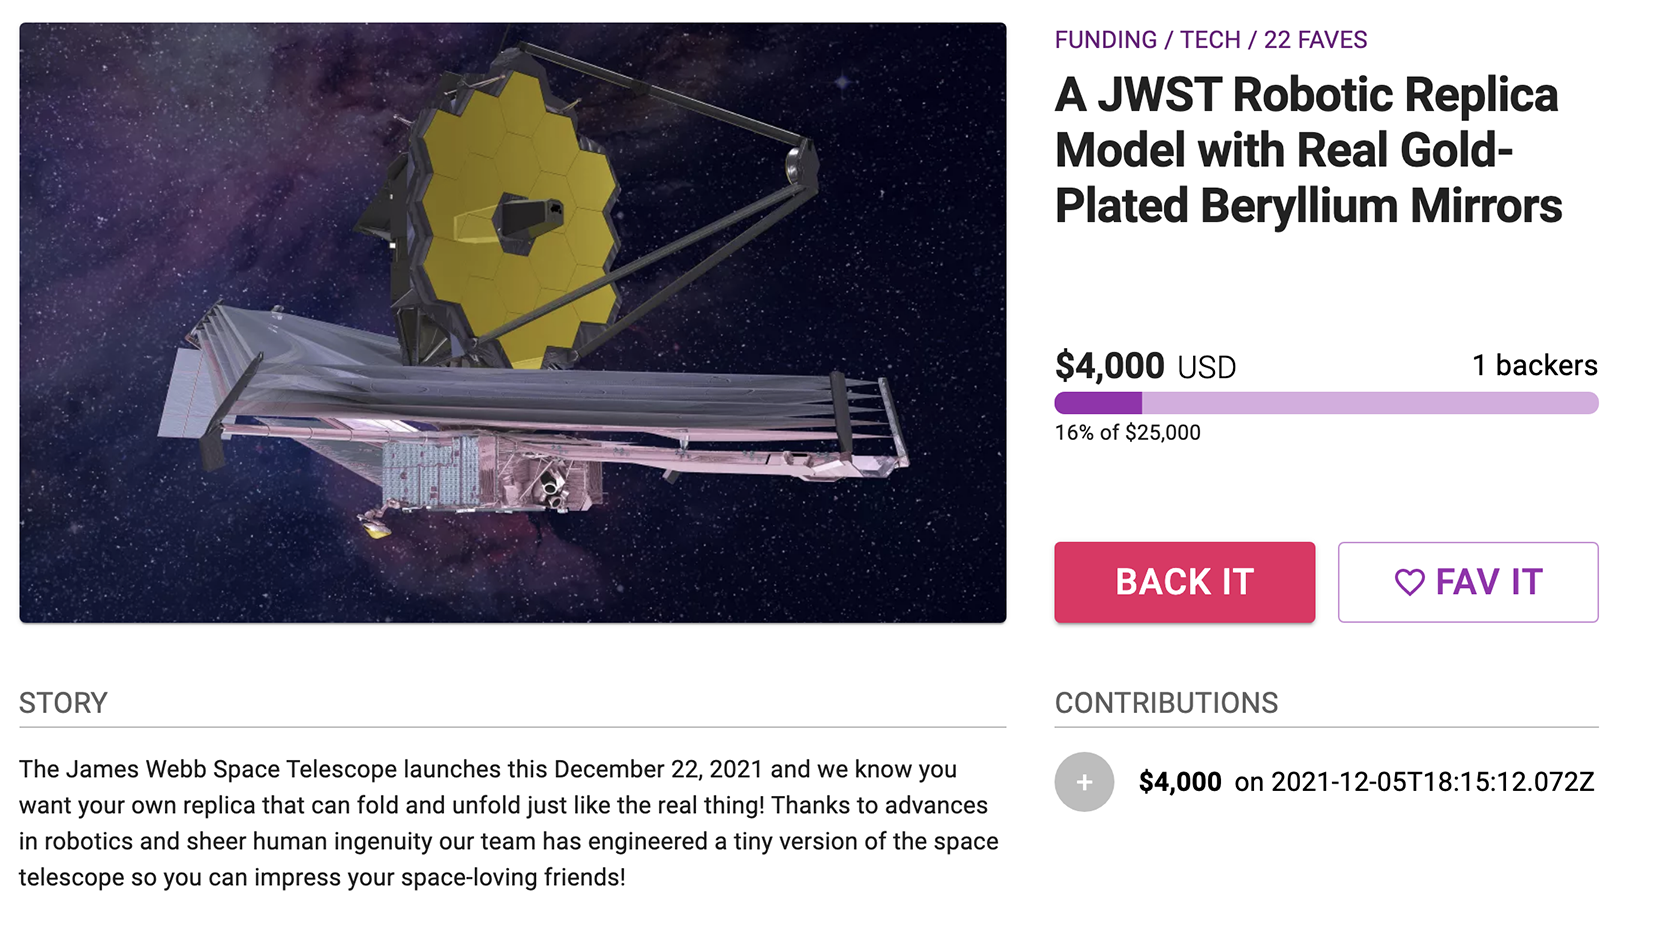 FUNDING / TECH / 22 FAVES
A JWST Robotic Replica
Model with Real Gold-
Plated Beryllium Mirrors
$4,000 USD
1 backers
16% of $25,000
BACK IT
FAV IT
STORY
The James Webb Space Telescope launches this December 22, 2021 and we know you
want your own replica that can fold and unfold just like the real thing! Thanks to advances
in robotics and sheer human ingenuity our team has engineered a tiny version of the space
telescope so you can impress your space-loving friends!
CONTRIBUTIONS
+ $4,000 on 2021-12-05T18:15:12.072Z